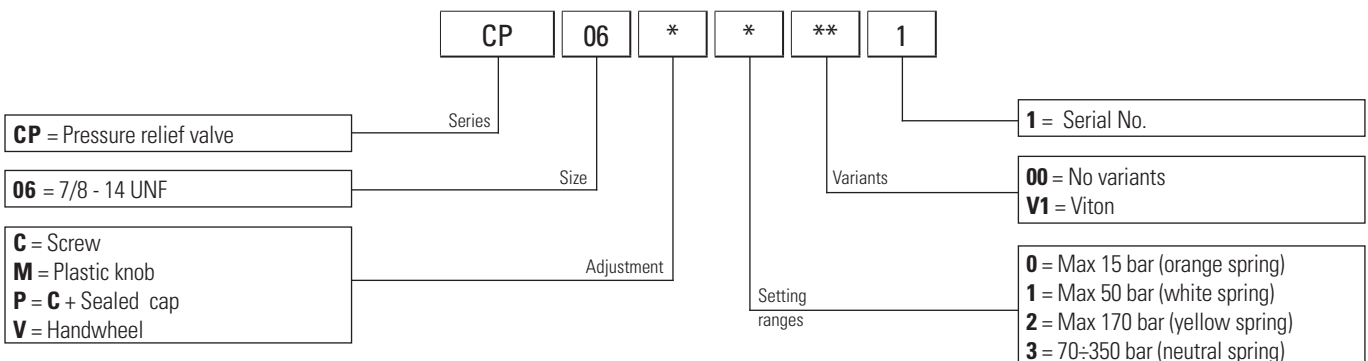 CP 06 * * ** 1
Series
CP = Pressure relief valve
Size
06 = 7/8 - 14 UNF
Adjustment
C = Screw
M = Plastic knob
P = C + Sealed cap
V = Handwheel
1 = Serial No.
Variants
00 = No variants
V1 = Viton
Setting
ranges
0 = Max 15 bar (orange spring)
1 = Max 50 bar (white spring)
2 = Max 170 bar (yellow spring)
3 = 70÷350 bar (neutral spring)